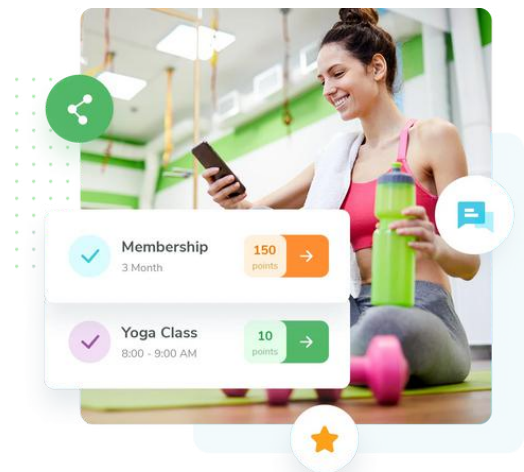 Membership
3 Month
150
points
Yoga Class
8:00 - 9:00 AM
10
points